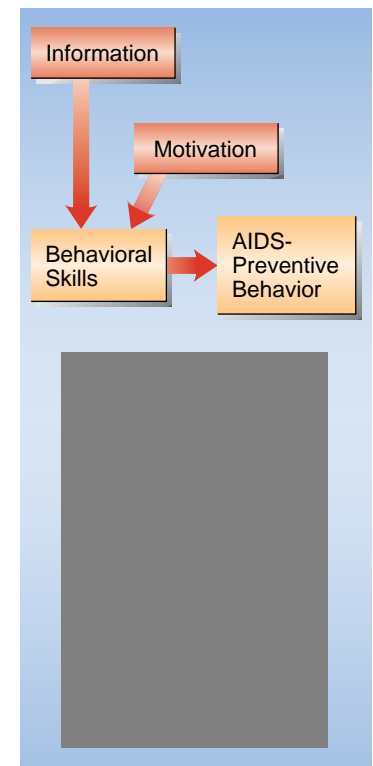 Information
Motivation
Behavioral
Skills
AIDS-
Preventive
Behavior